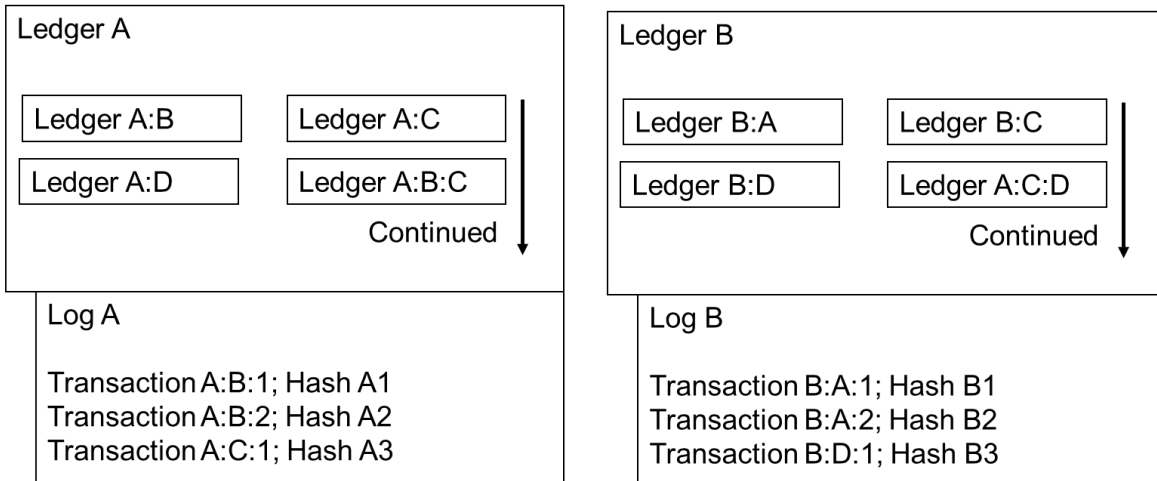 Ledger A
Ledger A:B
Ledger A:C
Ledger A:D
Ledger A:B:C
Continued
Log A
Transaction A:B:1; Hash A1
Transaction A:B:2; Hash A2
Transaction A:C:1; Hash A3
Ledger B
Ledger B:A
Ledger B:C
Ledger B:D
Ledger A:C:D
Continued
Log B
Transaction B:A:1; Hash B1
Transaction B:A:2; Hash B2
Transaction B:D:1; Hash B3